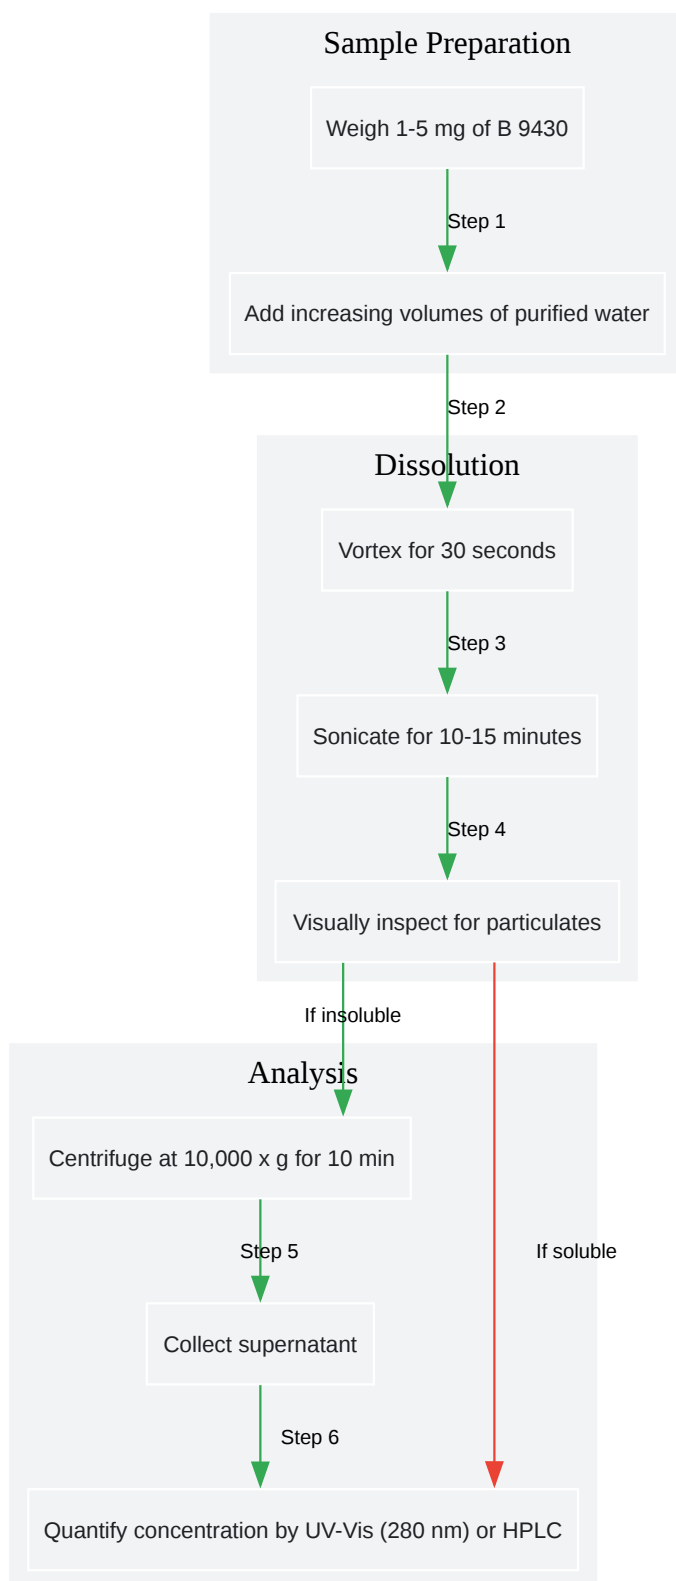 Sample Preparation
Weigh 1-5 mg of B 9430
Step 1
Add increasing volumes of purified water
Step 2
Dissolution
Vortex for 30 seconds
Step 3
Sonicate for 10-15 minutes
Step 4
Visually inspect for particulates
If insoluble
Analysis
Centrifuge at 10,000 x g for 10 min
Step 5
If soluble
Collect supernatant
Step 6
Quantify concentration by UV-Vis (280 nm) or HPLC